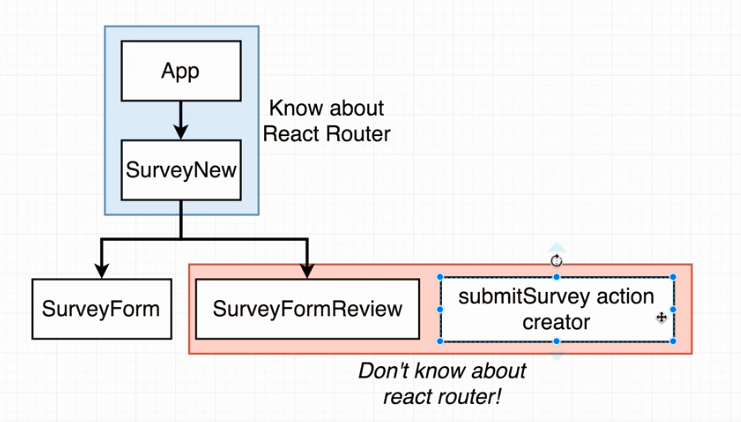 App
Know about
React Router
SurveyNew
SurveyForm
SurveyFormReview
submitSurvey action
creator
Don't know about
react router!